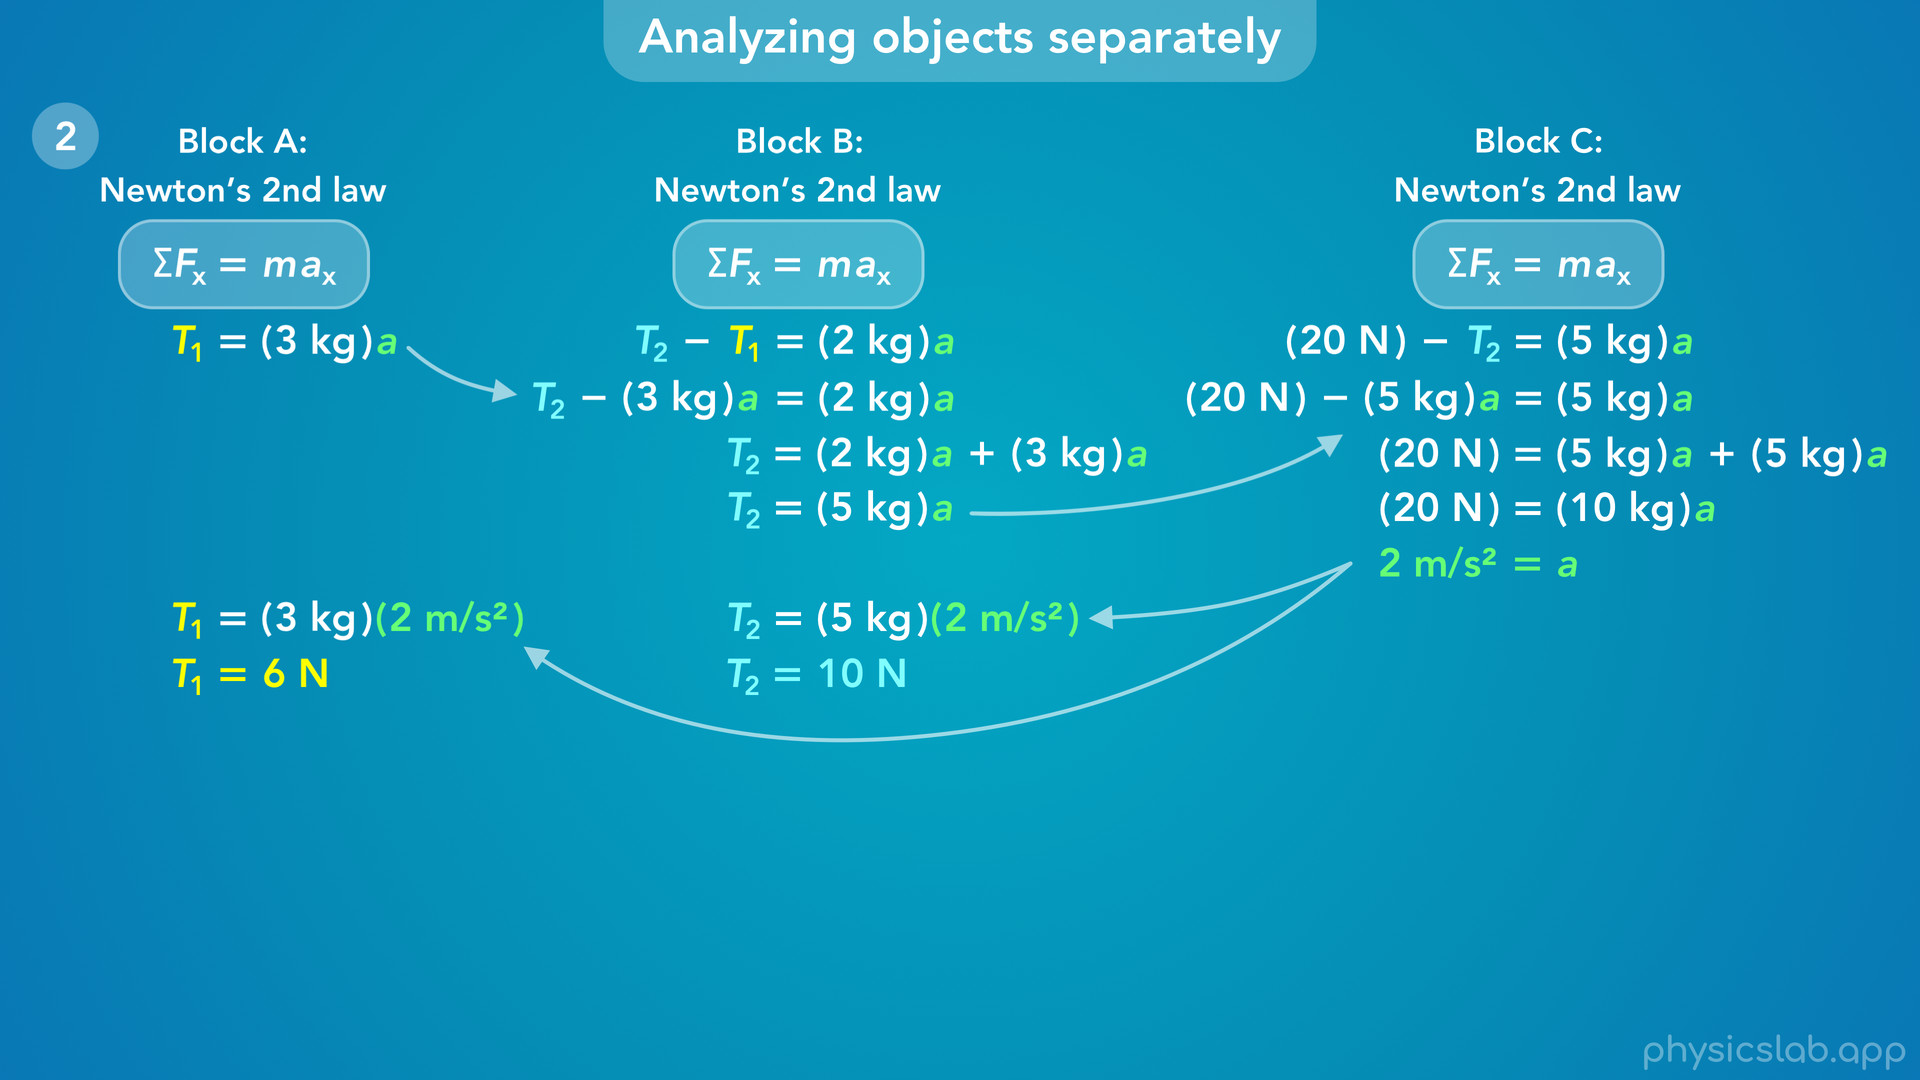 Analyzing objects separately
2
Block A:
Newton’s 2nd law
ΣFₓ = maₓ
T₁ = (3 kg)a
T₁ = (3 kg)(2 m/s²)
T₁ = 6 N
Block B:
Newton’s 2nd law
ΣFₓ = maₓ
T₂ − T₁ = (2 kg)a
T₂ − (3 kg)a = (2 kg)a
T₂ = (2 kg)a + (3 kg)a
T₂ = (5 kg)a
T₂ = (5 kg)(2 m/s²)
T₂ = 10 N
Block C:
Newton’s 2nd law
ΣFₓ = maₓ
(20 N) − T₂ = (5 kg)a
(20 N) − (5 kg)a = (5 kg)a
(20 N) = (5 kg)a + (5 kg)a
(20 N) = (10 kg)a
2 m/s² = a
physicslab.app